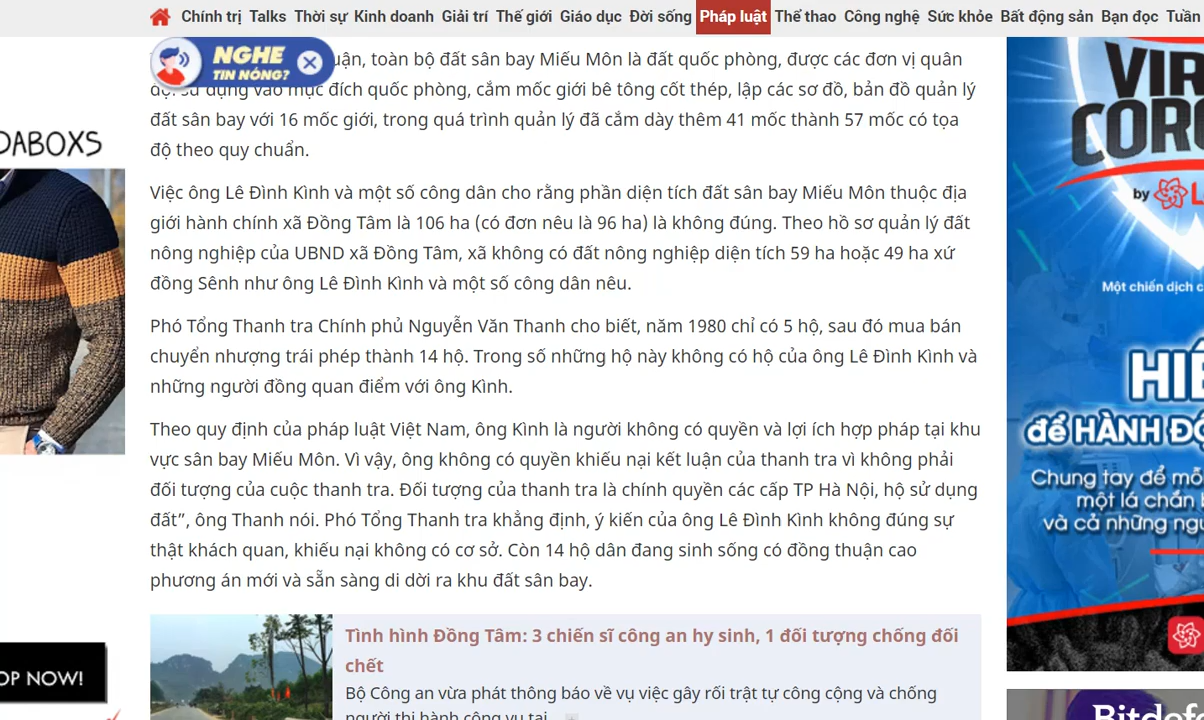 Chính trị Talks Thời sự Kinh doanh Giải trí Thế giới Giáo dục Đời sống Pháp luật Thể thao Công nghệ Sức khỏe Bất động sản Bạn đọc Tuần
NGHE
TIN NÓNG?
toàn bộ đất sân bay Miếu Môn là đất quốc phòng, được các đơn vị quân
đội sử dụng vào mục đích quốc phòng, cắm mốc giới bê tông cốt thép, lập các sơ đồ, bản đồ quản lý
đất sân bay với 16 mốc giới, trong quá trình quản lý đã cắm dày thêm 41 mốc thành 57 mốc có tọa
độ theo quy chuẩn.
Việc ông Lê Đình Kình và một số công dân cho rằng phần diện tích đất sân bay Miếu Môn thuộc địa
giới hành chính xã Đồng Tâm là 106 ha (có đơn nêu là 96 ha) là không đúng. Theo hồ sơ quản lý đất
nông nghiệp của UBND xã Đồng Tâm, xã không có đất nông nghiệp diện tích 59 ha hoặc 49 ha xứ
đồng Sênh như ông Lê Đình Kình và một số công dân nêu.
Phó Tổng Thanh tra Chính phủ Nguyễn Văn Thanh cho biết, năm 1980 chỉ có 5 hộ, sau đó mua bán
chuyển nhượng trái phép thành 14 hộ. Trong số những hộ này không có hộ của ông Lê Đình Kình và
những người đồng quan điểm với ông Kình.
Theo quy định của pháp luật Việt Nam, ông Kình là người không có quyền và lợi ích hợp pháp tại khu
vực sân bay Miếu Môn. Vì vậy, ông không có quyền khiếu nại kết luận của thanh tra vì không phải
đối tượng của cuộc thanh tra. Đối tượng của thanh tra là chính quyền các cấp TP Hà Nội, hộ sử dụng
đất”, ông Thanh nói. Phó Tổng Thanh tra khẳng định, ý kiến của ông Lê Đình Kình không đúng sự
thật khách quan, khiếu nại không có cơ sở. Còn 14 hộ dân đang sinh sống có đồng thuận cao
phương án mới và sẵn sàng di dời ra khu đất sân bay.
Tình hình Đồng Tâm: 3 chiến sĩ công an hy sinh, 1 đối tượng chống đối
chết
Bộ Công an vừa phát thông báo về vụ việc gây rối trật tự công cộng và chống
người thi hành công vụ tại
DABOXS
OP NOW!
VIR
CORO
by
Một chiến dịch c
HIỂ
để HÀNH ĐỘ
Chung tay để mỗ
một lá chắn
và cả những ngư
Bitdef